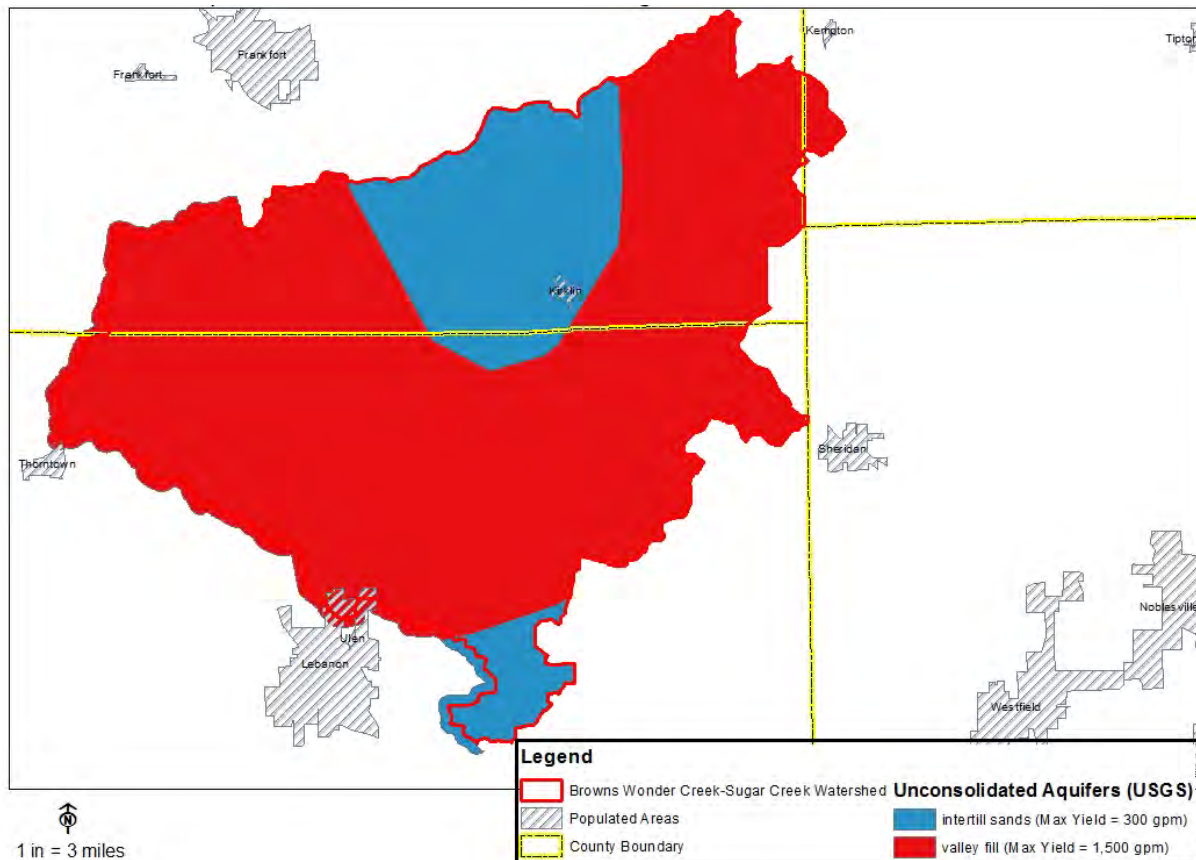 Kempton
Tipton
Frankfort
Frankfort
Kirklin
Sheridan
Thorntown
Noblesville
Ulen
Lebanon
Westfield
Legend
Browns Wonder Creek-Sugar Creek Watershed
Populated Areas
County Boundary
Unconsolidated Aquifers (USGS)
intertill sands (Max Yield = 300 gpm)
valley fill (Max Yield = 1,500 gpm)
N
1 in = 3 miles